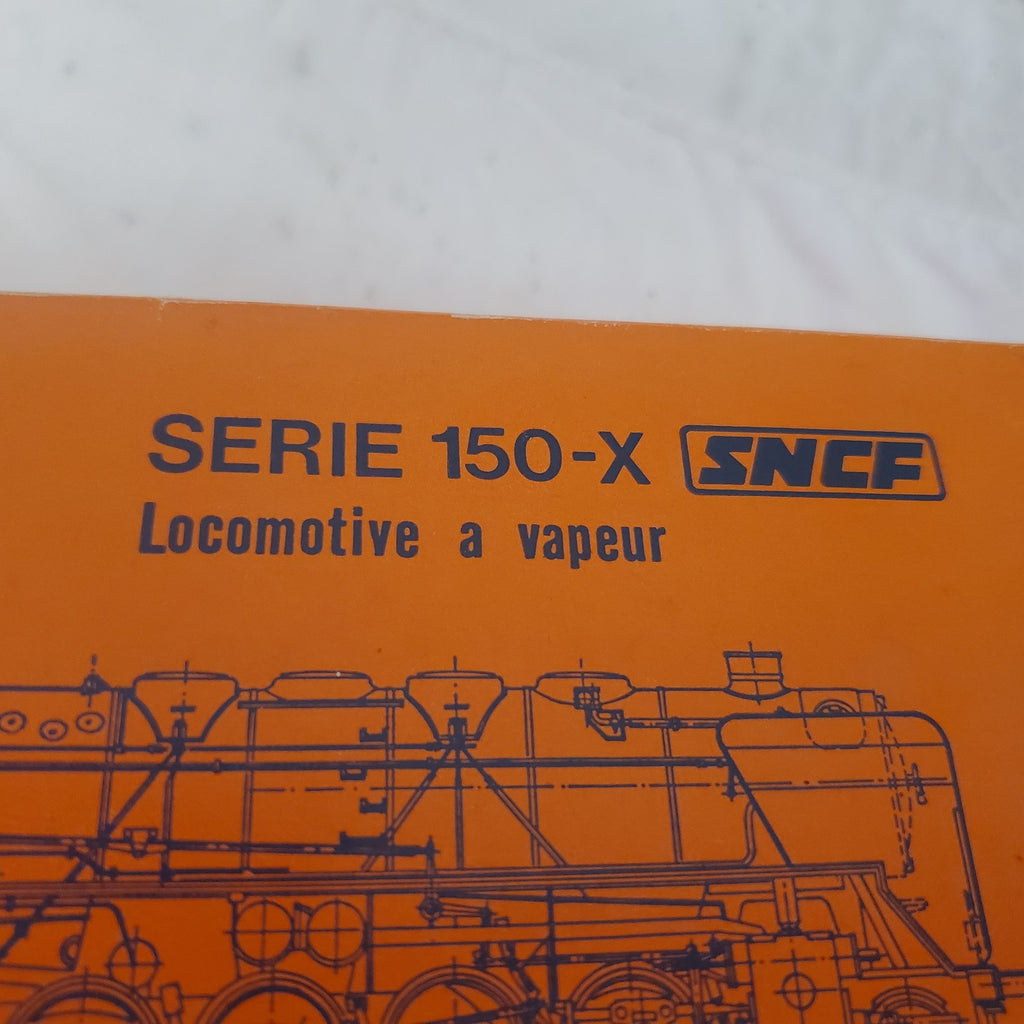 SERIE 150-X SNCF
Locomotive a vapeur